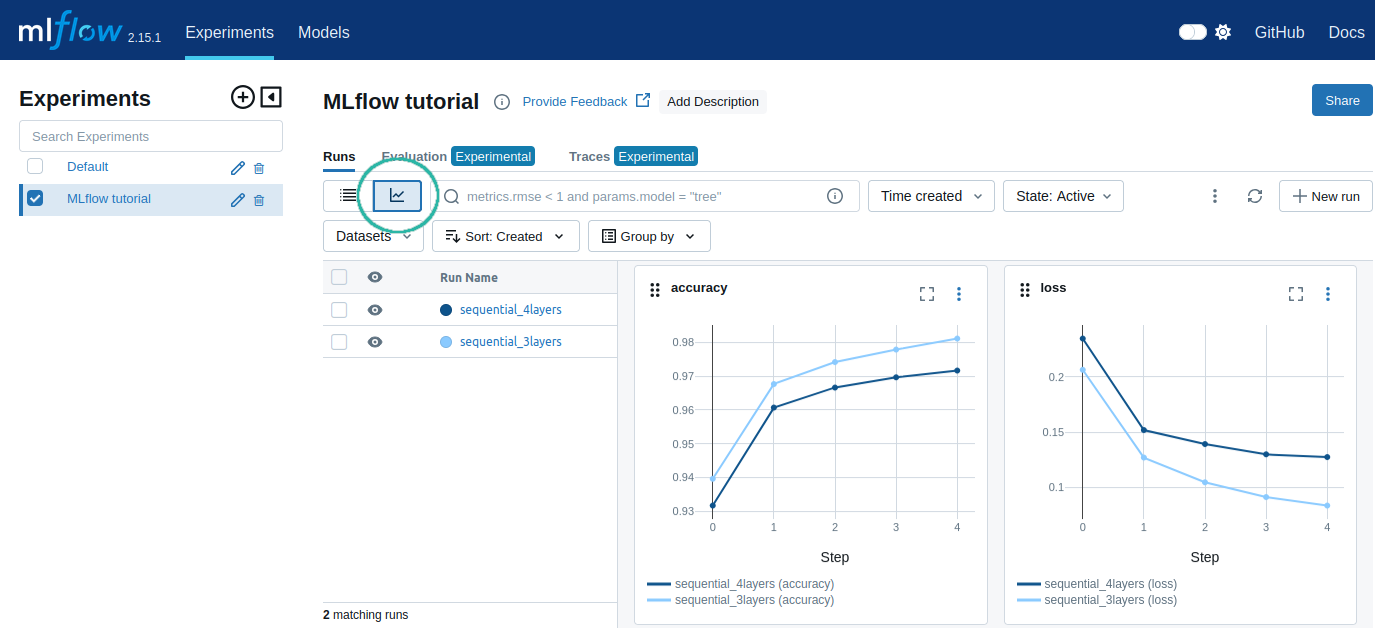 mlflow 2.15.1 Experiments Models GitHub Docs
Experiments
Search Experiments
Default
MLflow tutorial
MLflow tutorial Provide Feedback Add Description Share
Runs Evaluation Experimental Traces Experimental
metrics.rmse < 1 and params.model = "tree" Time created State: Active New run
Datasets Sort: Created Group by
Run Name
sequential_4layers
sequential_3layers
2 matching runs
accuracy
0.98
0.97
0.96
0.95
0.94
0.93
0 1 2 3 4
Step
sequential_4layers (accuracy)
sequential_3layers (accuracy)
loss
0.2
0.15
0.1
0 1 2 3 4
Step
sequential_4layers (loss)
sequential_3layers (loss)